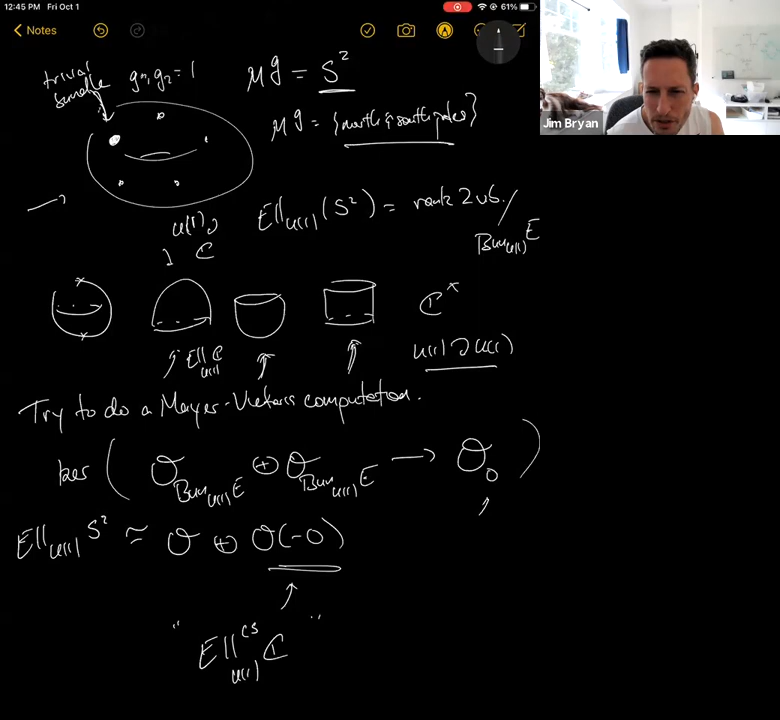 12:45 PM Fri Oct 1
61%
Notes
Jim Bryan
trivial bundle
g₁, g₂ = 1
M^g = S²
M^g = {north & south poles}
Ell_{U(1)}(S²) = rank 2 v.b. / Bun_{U(1)} E
U(1)
ℂ
Ell_{U(1)} ℂ
ℂ^×
U(1) ⊃ U(1)
Try to do a Mayer-Vietoris computation.
ker ( O_{Bun_{U(1)} E} ⊕ O_{Bun_{U(1)} E} → O_0 )
Ell_{U(1)} S² ≃ O ⊕ O(-0)
" Ell^{cs}_{U(1)} ℂ "